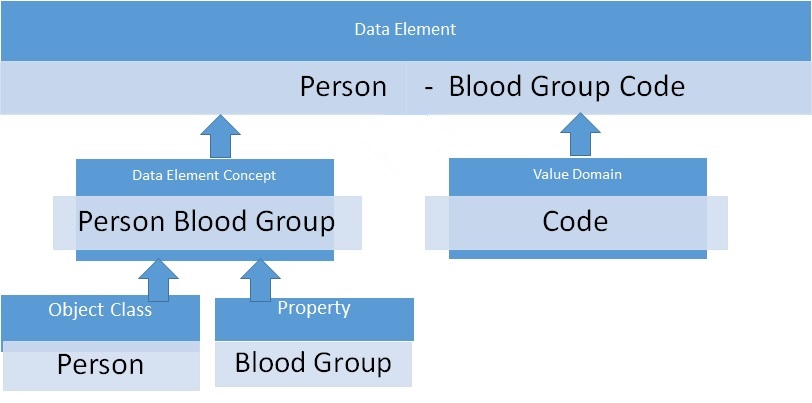 Data Element
Person - Blood Group Code
Data Element Concept
Person Blood Group
Value Domain
Code
Object Class
Person
Property
Blood Group